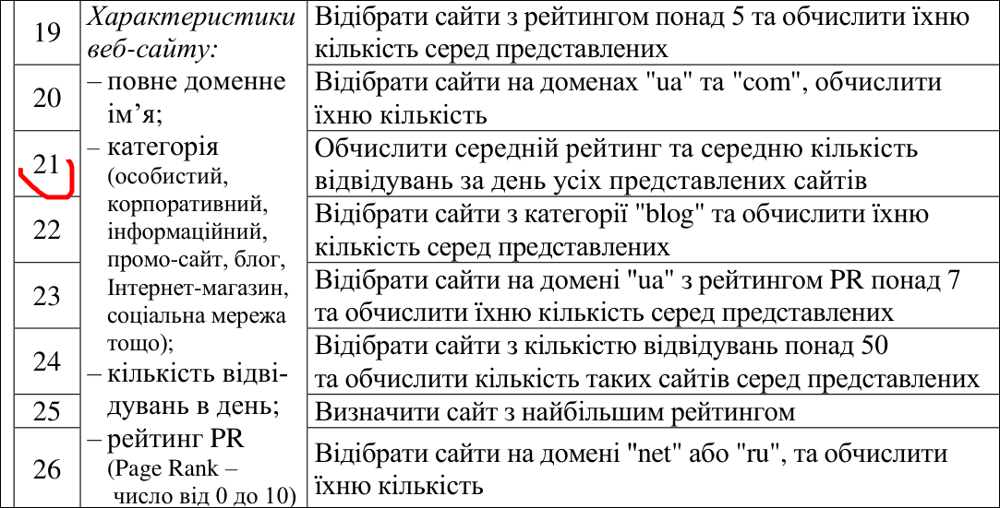 19
Характеристики
веб-сайту:
– повне доменне
ім’я;
– категорія
(особистий,
корпоративний,
інформаційний,
промо-сайт, блог,
Інтернет-магазин,
соціальна мережа
тощо);
– кількість відві-
дувань в день;
– рейтинг PR
(Page Rank –
число від 0 до 10)
Відібрати сайти з рейтингом понад 5 та обчислити їхню
кількість серед представлених
20
Відібрати сайти на доменах "ua" та "com", обчислити
їхню кількість
21
Обчислити середній рейтинг та середню кількість
відвідувань за день усіх представлених сайтів
22
Відібрати сайти з категорії "blog" та обчислити їхню
кількість серед представлених
23
Відібрати сайти на домені "ua" з рейтингом PR понад 7
та обчислити їхню кількість серед представлених
24
Відібрати сайти з кількістю відвідувань понад 50
та обчислити кількість таких сайтів серед представлених
25
Визначити сайт з найбільшим рейтингом
26
Відібрати сайти на домені "net" або "ru", та обчислити
їхню кількість